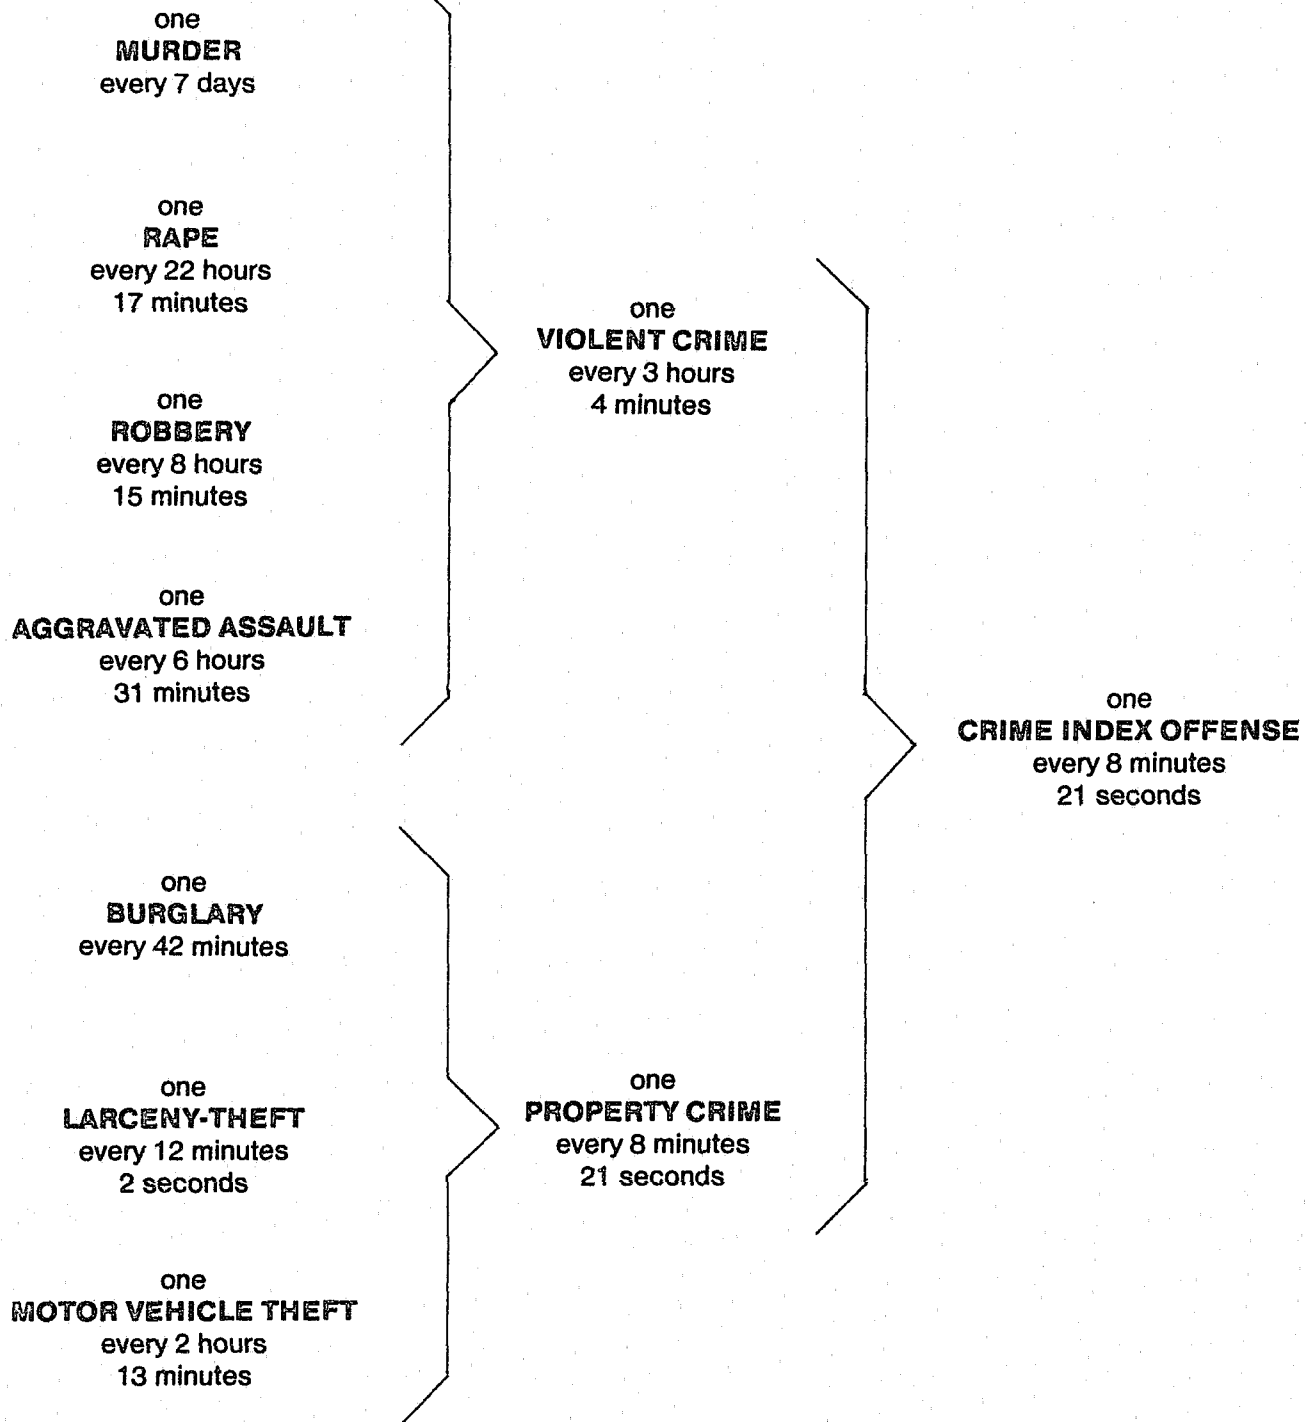 one
MURDER
every 7 days
one
RAPE
every 22 hours
17 minutes
one
ROBBERY
every 8 hours
15 minutes
one
AGGRAVATED ASSAULT
every 6 hours
31 minutes
one
VIOLENT CRIME
every 3 hours
4 minutes
one
BURGLARY
every 42 minutes
one
LARCENY-THEFT
every 12 minutes
2 seconds
one
MOTOR VEHICLE THEFT
every 2 hours
13 minutes
one
PROPERTY CRIME
every 8 minutes
21 seconds
one
CRIME INDEX OFFENSE
every 8 minutes
21 seconds